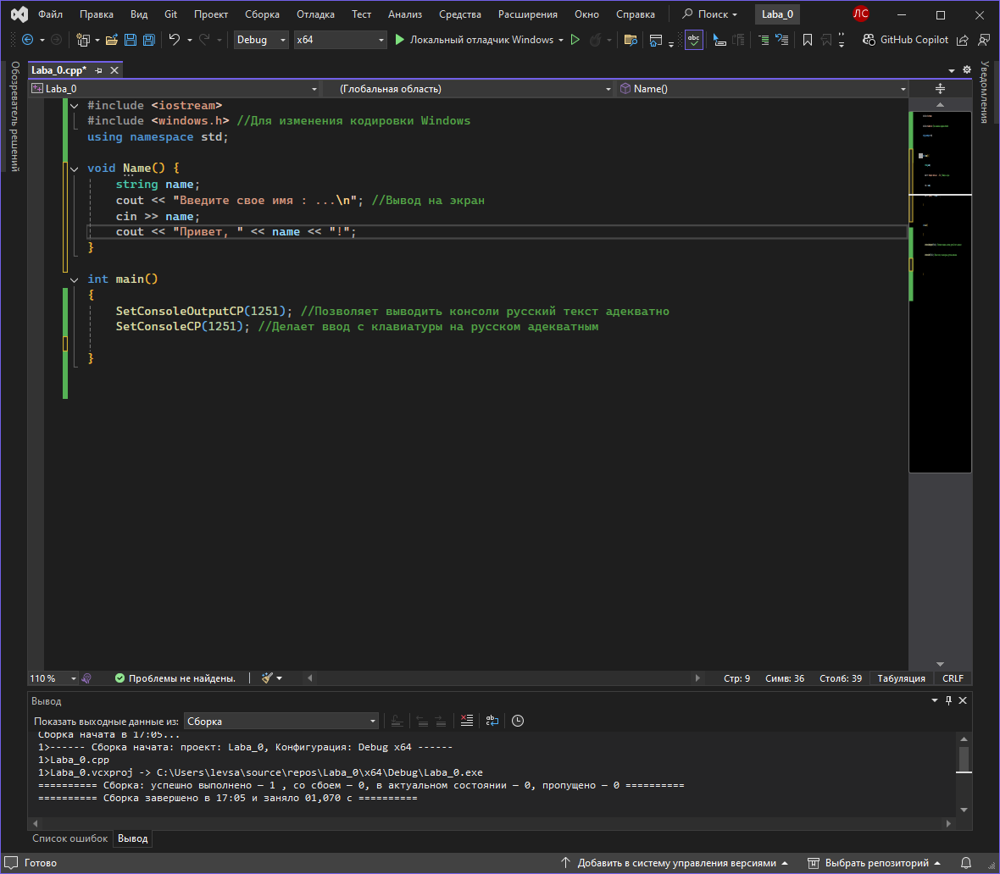 Файл Правка Вид Git Проект Сборка Отладка Тест Анализ Средства Расширения Окно Справка Поиск Laba_0 ЛС
Debug x64 Локальный отладчик Windows abc GitHub Copilot
Обозреватель решений
Уведомления
Laba_0.cpp*
Laba_0 (Глобальная область) Name()
#include <iostream>
#include <windows.h> //Для изменения кодировки Windows
using namespace std;
void Name() {
string name;
cout << "Введите свое имя : ...\n"; //Вывод на экран
cin >> name;
cout << "Привет, " << name << "!";
}
int main()
{
SetConsoleOutputCP(1251); //Позволяет выводить консоли русский текст адекватно
SetConsoleCP(1251); //Делает ввод с клавиатуры на русском адекватным
}
110 % Проблемы не найдены. Стр: 9 Симв: 36 Столб: 39 Табуляция CRLF
Вывод
Показать выходные данные из: Сборка
Сборка начата в 17:05...
1>------ Сборка начата: проект: Laba_0, Конфигурация: Debug x64 ------
1>Laba_0.cpp
1>Laba_0.vcxproj -> C:\Users\levsa\source\repos\Laba_0\x64\Debug\Laba_0.exe
========== Сборка: успешно выполнено — 1 , со сбоем — 0, в актуальном состоянии — 0, пропущено — 0 ==========
========== Сборка завершено в 17:05 и заняло 01,070 с ==========
Список ошибок Вывод
Готово Добавить в систему управления версиями Выбрать репозиторий